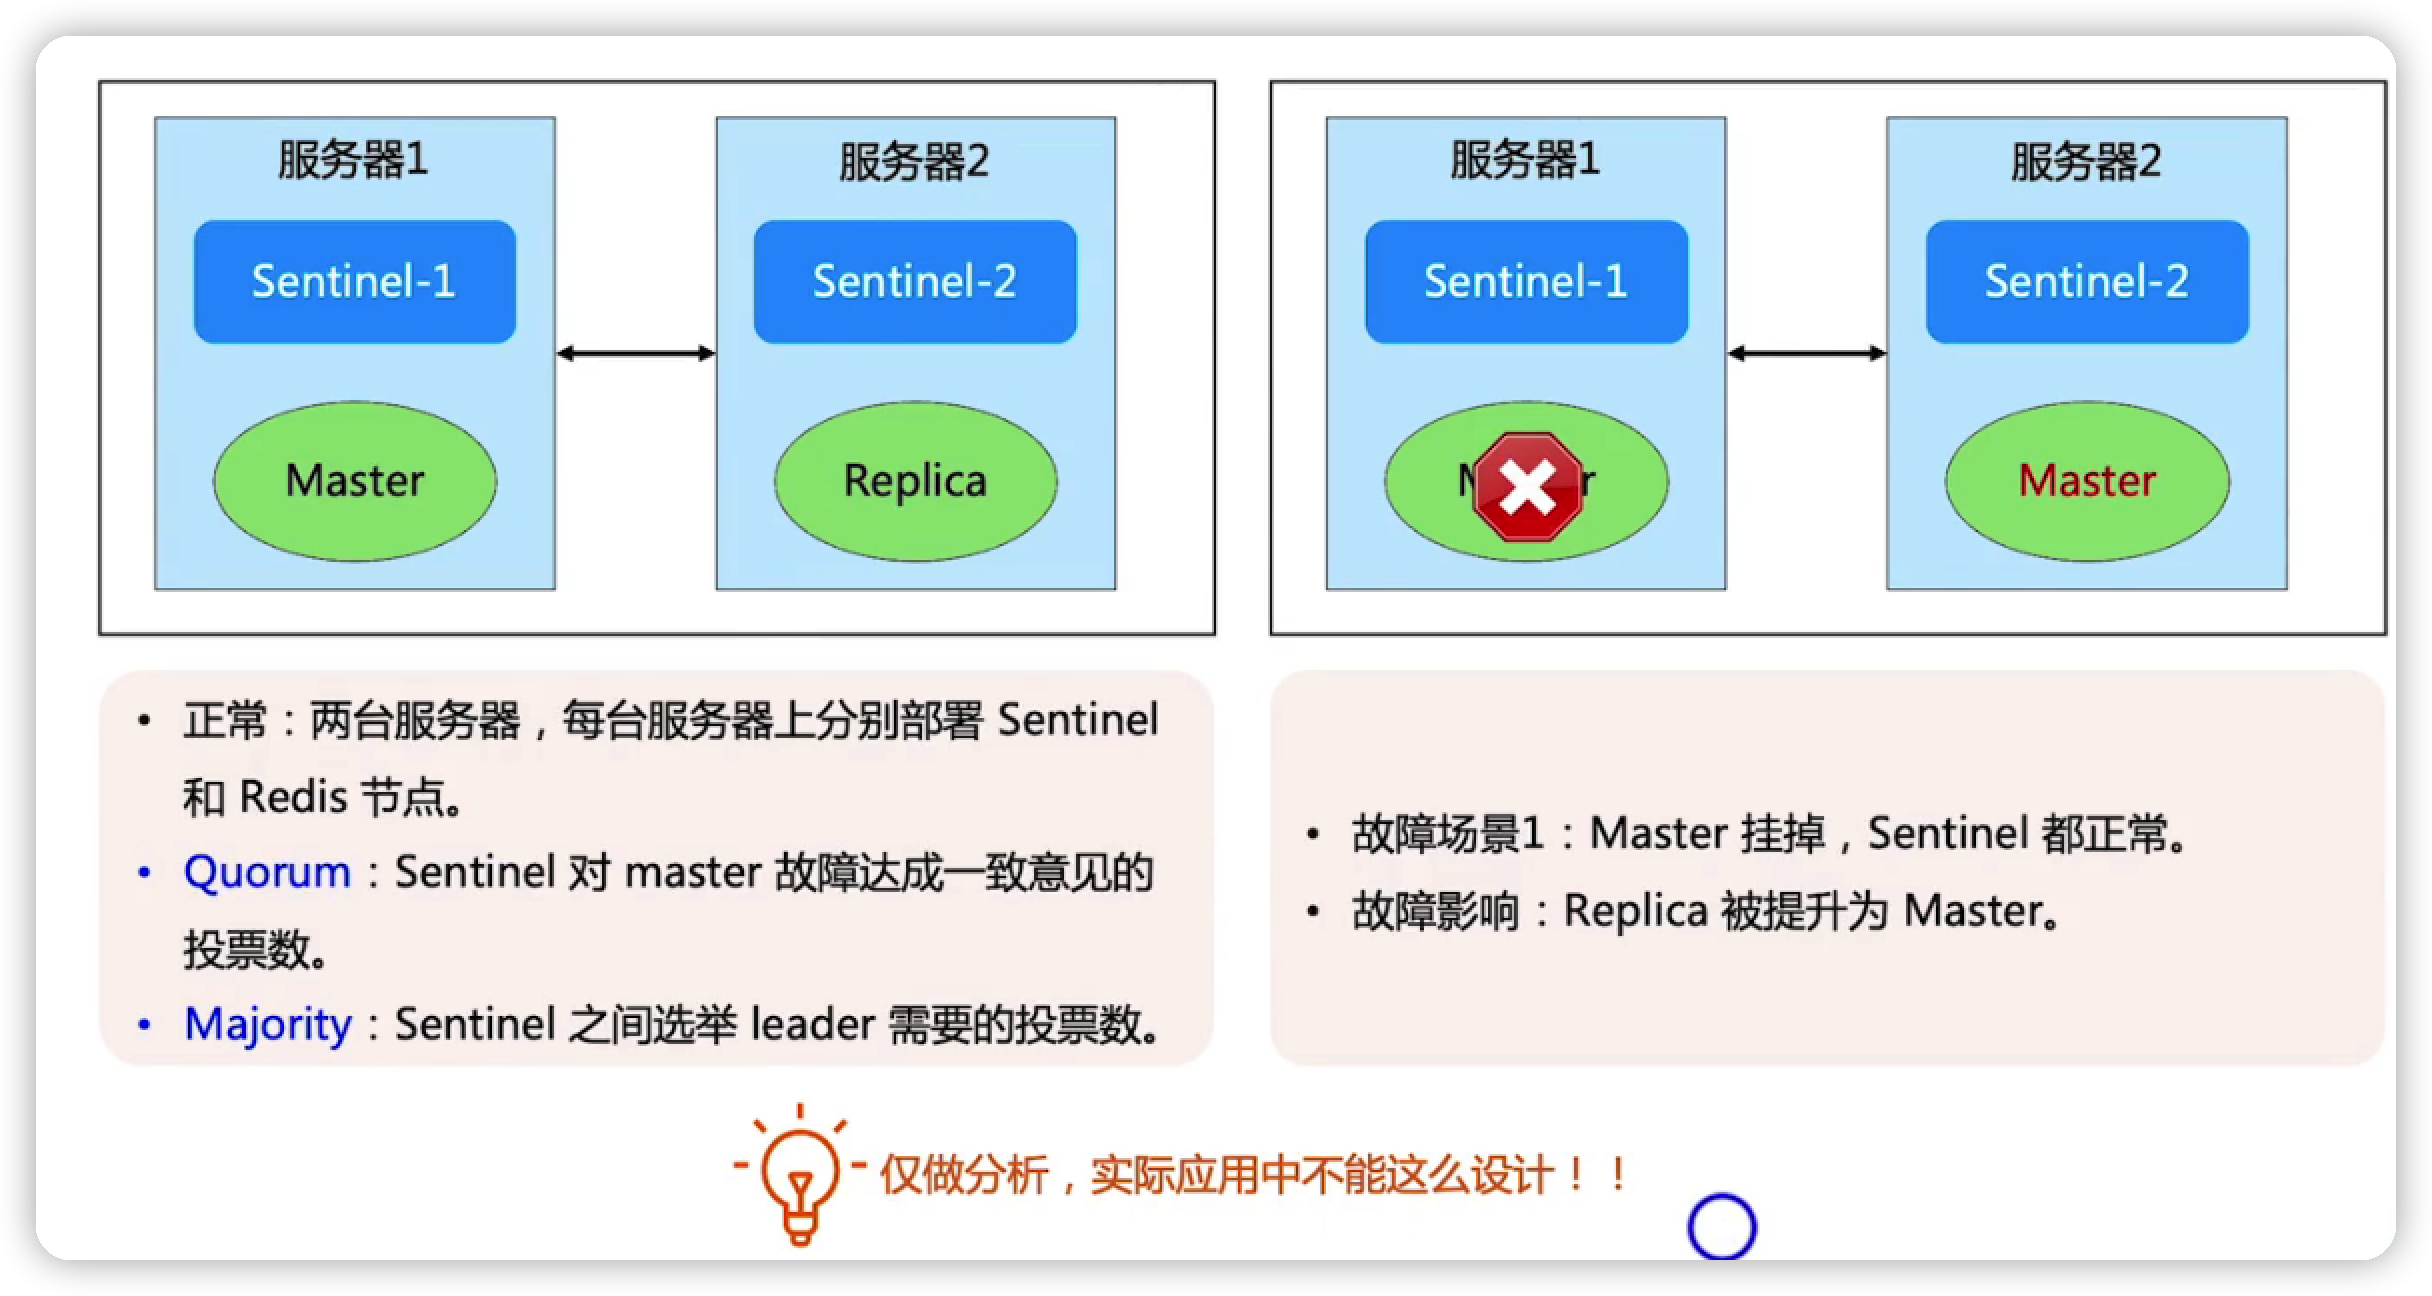 服务器1
服务器2
Sentinel-1
Sentinel-2
Master
Replica
服务器1
服务器2
Sentinel-1
Sentinel-2
Master
• 正常：两台服务器，每台服务器上分别部署 Sentinel
和 Redis 节点。
• Quorum：Sentinel 对 master 故障达成一致意见的
投票数。
• Majority：Sentinel 之间选举 leader 需要的投票数。
• 故障场景1：Master 挂掉，Sentinel 都正常。
• 故障影响：Replica 被提升为 Master。
仅做分析，实际应用中不能这么设计！！